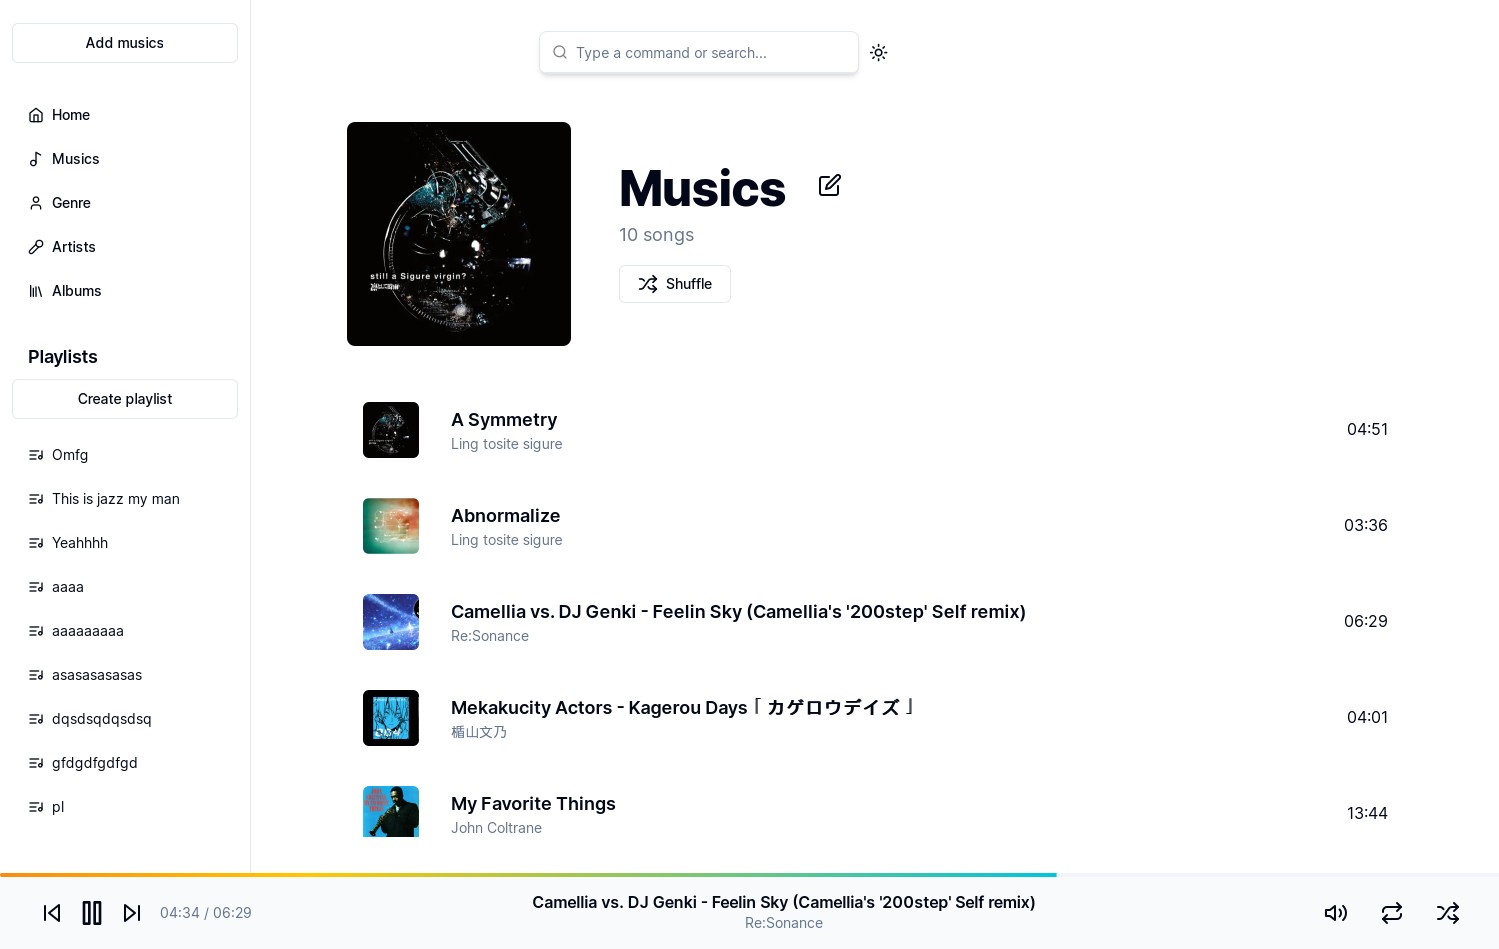 Add musics
Type a command or search...
Home
Musics
Genre
Artists
Albums
Playlists
Create playlist
Omfg
This is jazz my man
Yeahhhh
aaaa
aaaaaaaaa
asasasasasas
dqsdsqdqsdsq
gfdgdfgdfgd
pl
still a Sigure virgin?
Musics
10 songs
Shuffle
A Symmetry
Ling tosite sigure
04:51
Abnormalize
Ling tosite sigure
03:36
Camellia vs. DJ Genki - Feelin Sky (Camellia's '200step' Self remix)
Re:Sonance
06:29
Mekakucity Actors - Kagerou Days「 カゲロウデイズ 」
楯山文乃
04:01
My Favorite Things
John Coltrane
13:44
04:34 / 06:29
Camellia vs. DJ Genki - Feelin Sky (Camellia's '200step' Self remix)
Re:Sonance